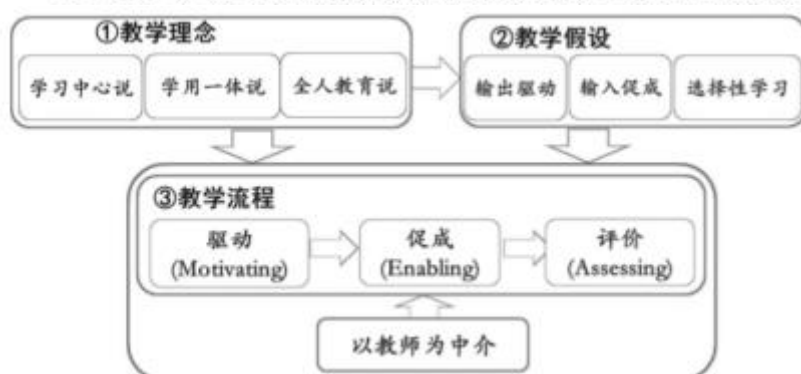 ①教学理念
学习中心说 学用一体说 全人教育说
②教学假设
输出驱动 输入促成 选择性学习
③教学流程
驱动
(Motivating)
促成
(Enabling)
评价
(Assessing)
以教师为中介